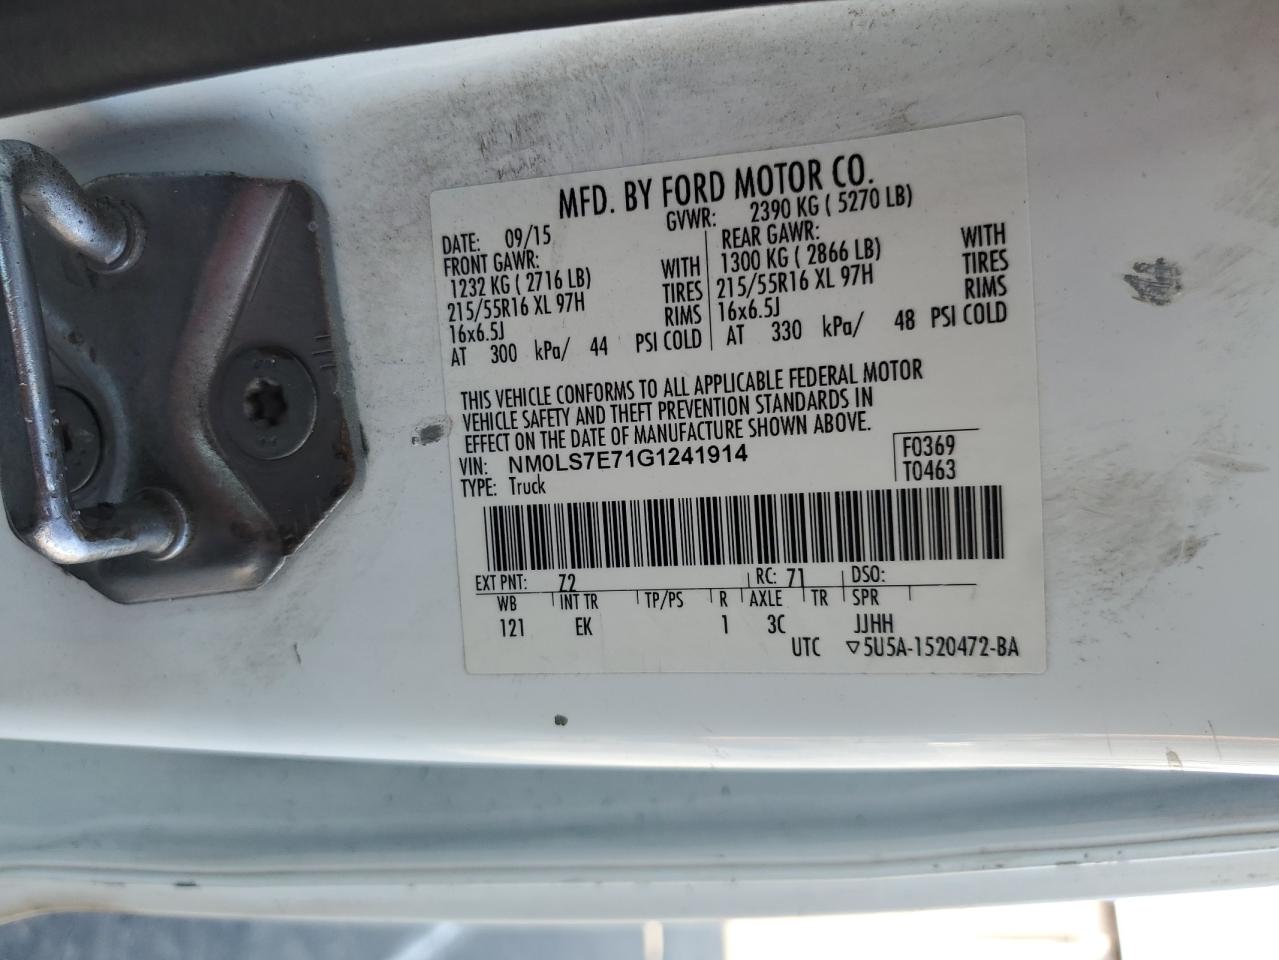 MFD. BY FORD MOTOR CO.
DATE: 09/15 GVWR: 2390 KG ( 5270 LB)
FRONT GAWR: WITH
1232 KG ( 2716 LB) TIRES
215/55R16 XL 97H RIMS
16x6.5J
AT 300 kPa/ 44 PSI COLD
REAR GAWR: WITH
1300 KG ( 2866 LB) TIRES
215/55R16 XL 97H RIMS
16x6.5J
AT 330 kPa/ 48 PSI COLD
THIS VEHICLE CONFORMS TO ALL APPLICABLE FEDERAL MOTOR
VEHICLE SAFETY AND THEFT PREVENTION STANDARDS IN
EFFECT ON THE DATE OF MANUFACTURE SHOWN ABOVE.
VIN: NM0LS7E71G1241914 F0369
TYPE: Truck T0463
EXT PNT: Z2 RC: 71 DSO:
WB INT TR TP/PS R AXLE TR SPR
121 EK 1 3C JJHH
UTC ▽5U5A-1520472-BA